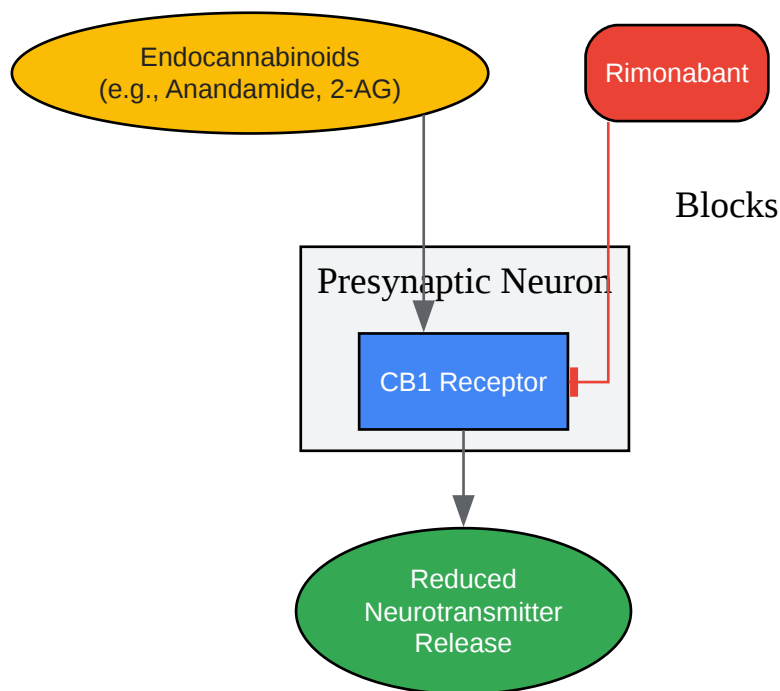 Endocannabinoids
(e.g., Anandamide, 2-AG)
Rimonabant
Blocks
Presynaptic Neuron
CB1 Receptor
Reduced
Neurotransmitter
Release